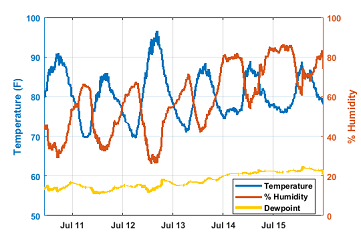 100
90
80
70
60
50
Temperature (F)
100
80
60
40
20
0
% Humidity
Jul 11
Jul 12
Jul 13
Jul 14
Jul 15
Temperature
% Humidity
Dewpoint